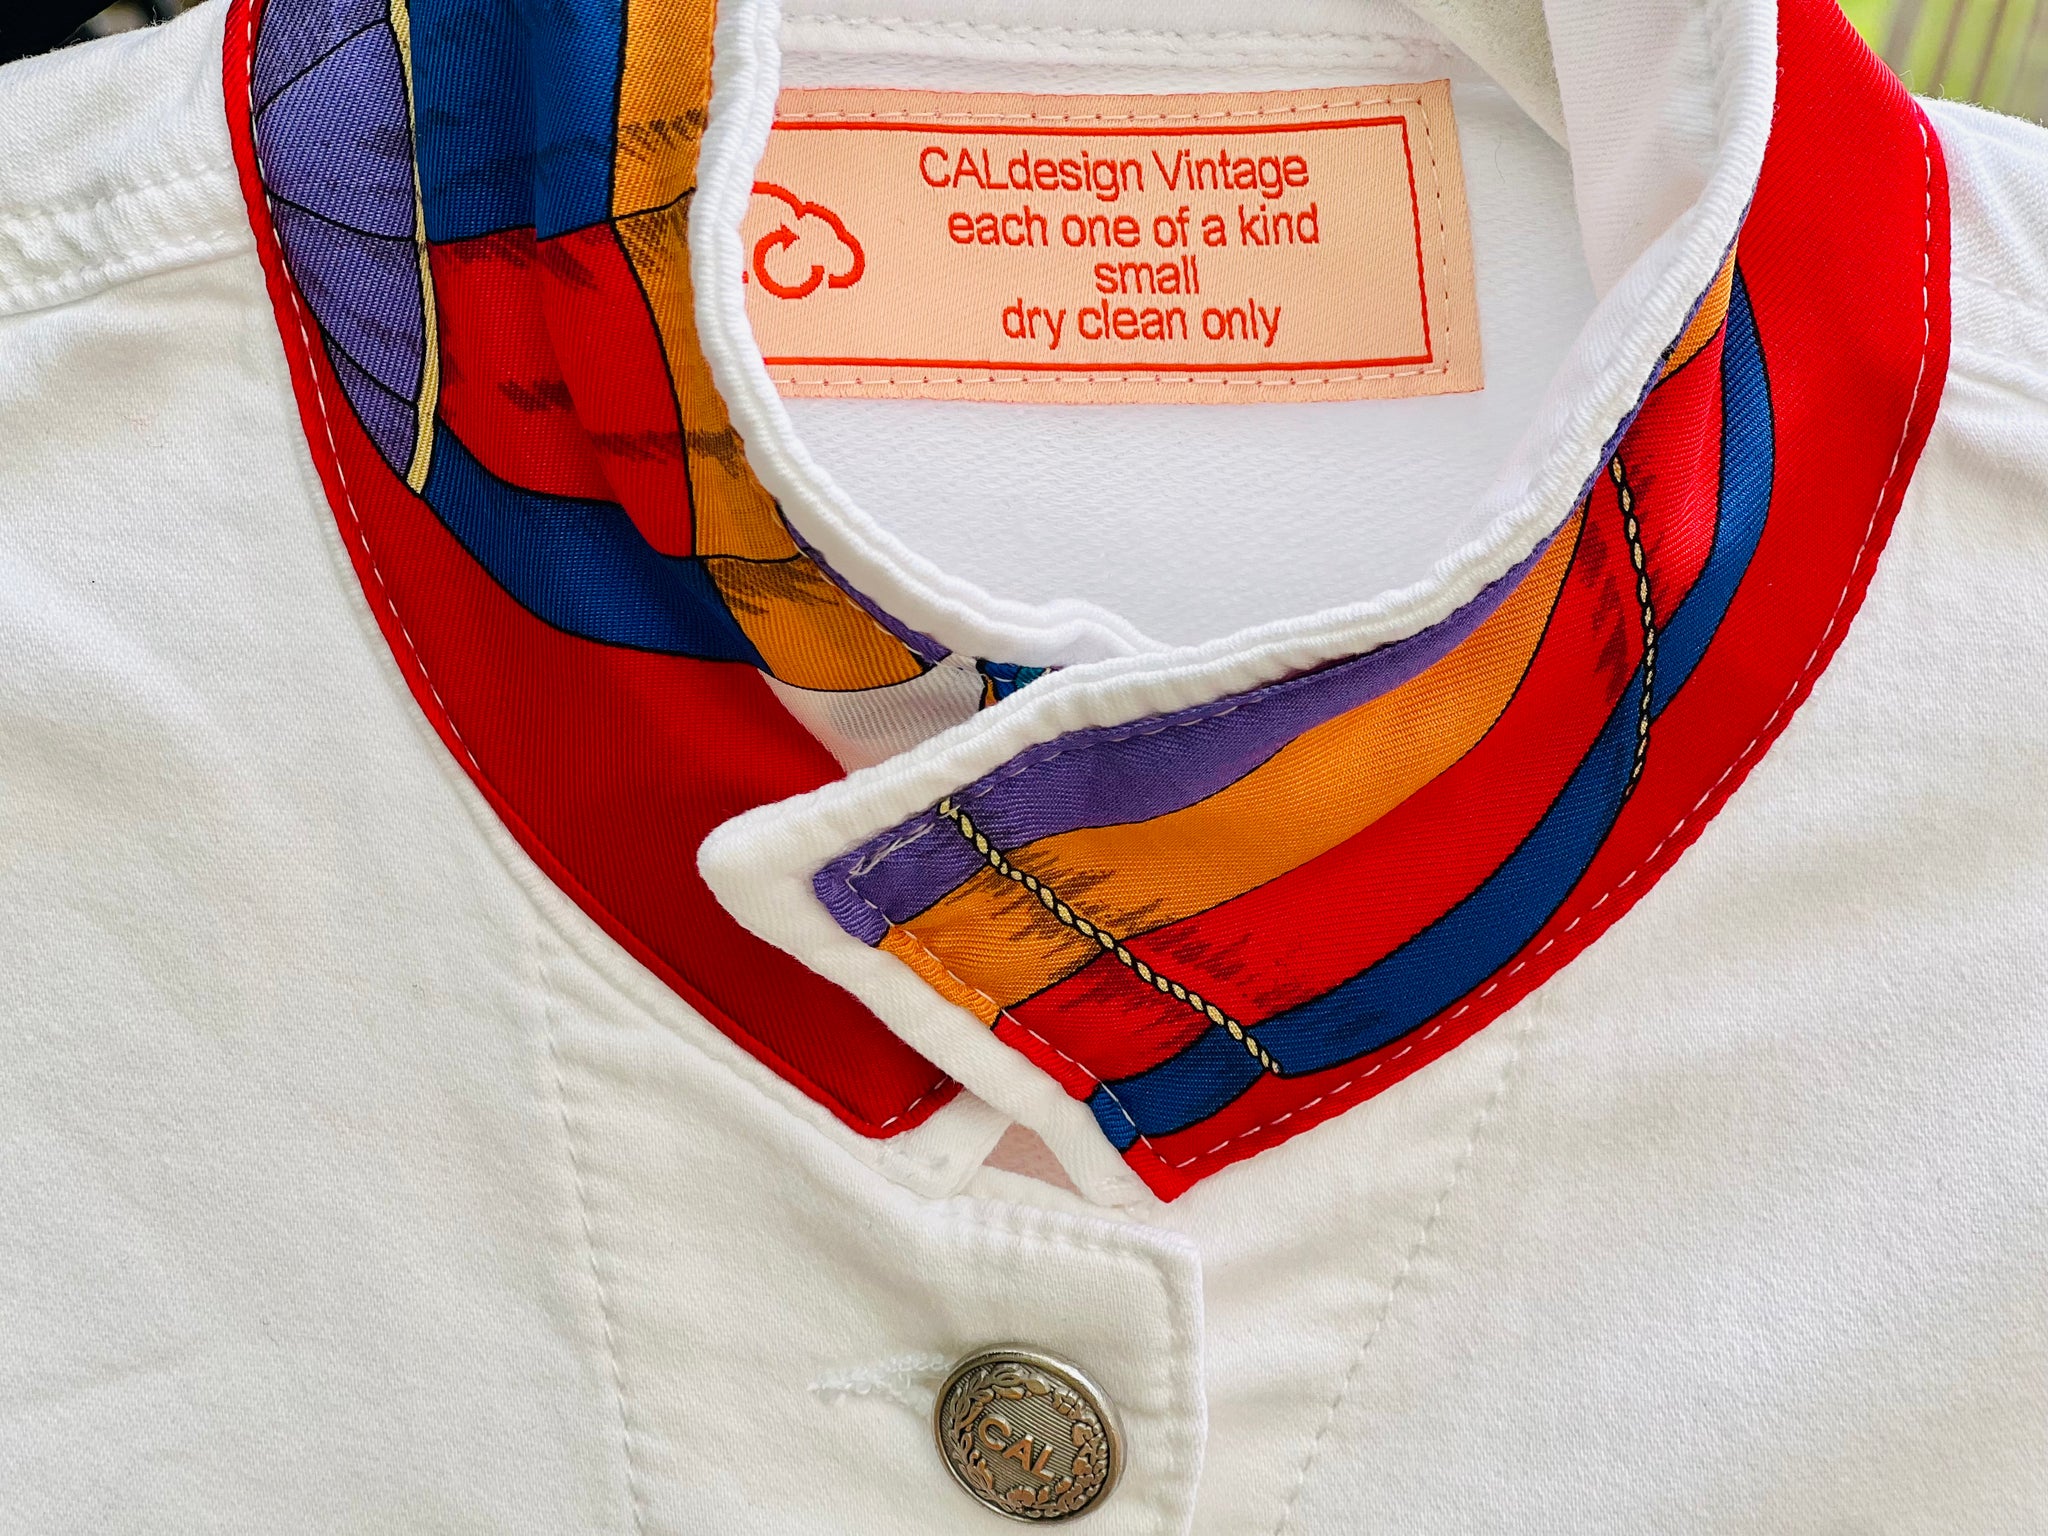 CALdesign Vintage
each one of a kind
small
dry clean only
CAL